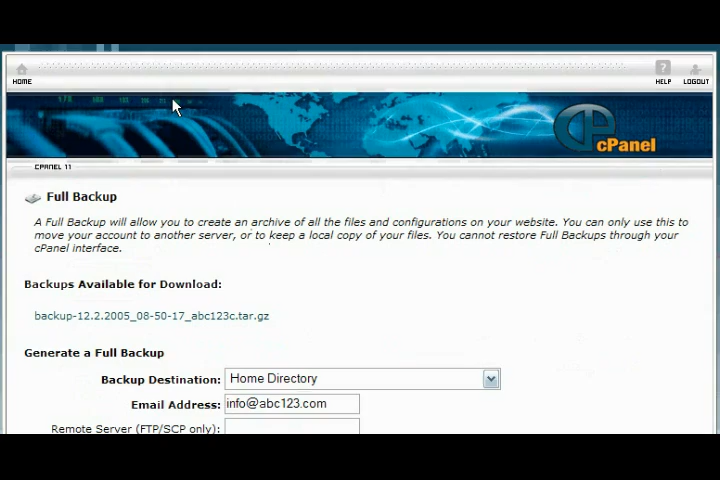 HOME
HELP
LOGOUT
cPanel
CPANEL 11
Full Backup
A Full Backup will allow you to create an archive of all the files and configurations on your website. You can only use this to
move your account to another server, or to keep a local copy of your files. You cannot restore Full Backups through your
cPanel interface.
Backups Available for Download:
backup-12.2.2005_08-50-17_abc123c.tar.gz
Generate a Full Backup
Backup Destination: Home Directory
Email Address: info@abc123.com
Remote Server (FTP/SCP only):